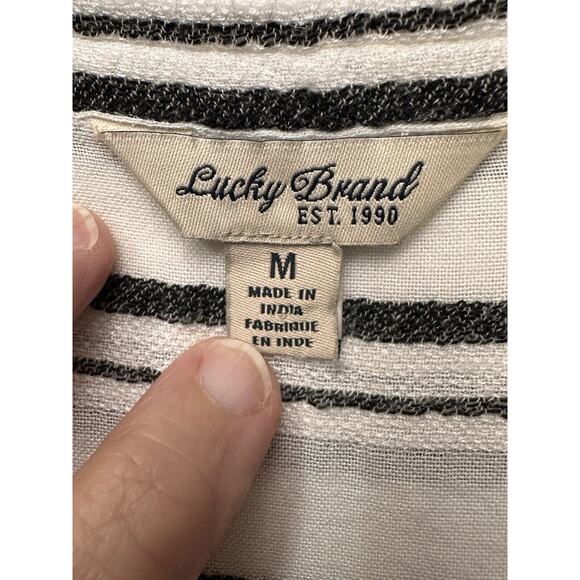 Lucky Brand
EST. 1990
M
MADE IN
INDIA
FABRIQUE
EN INDE